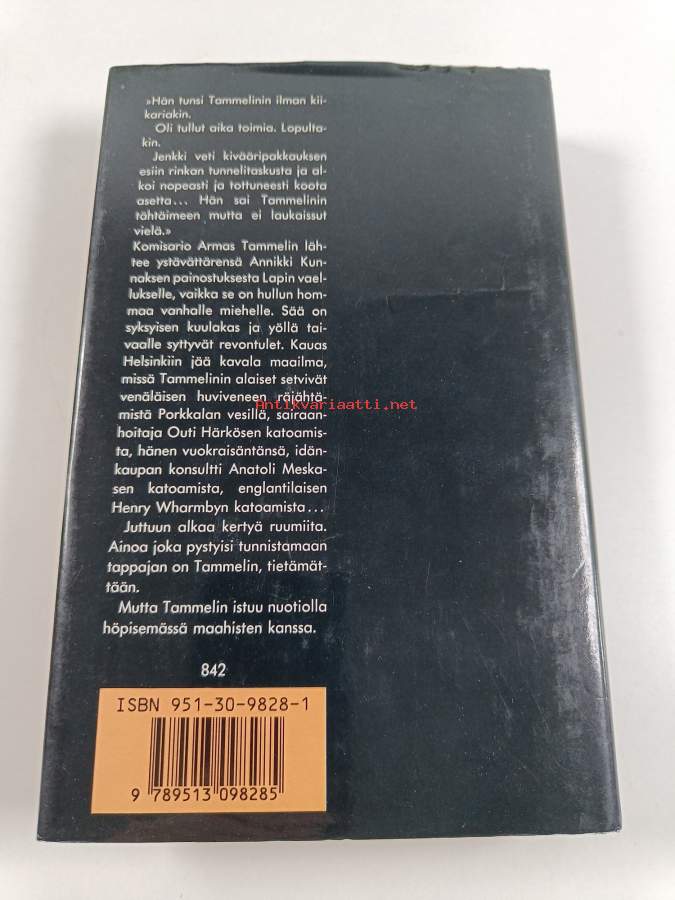 »Hän tunsi Tammelinin ilman kii-
kariakin.
Oli tullut aika toimia. Lopulta-
kin.
Jenkki veti kivääripakkauksen
esiin rinkan tunnelitaskusta ja al-
koi nopeasti ja tottuneesti koota
asetta... Hän sai Tammelinin
tähtäimeen mutta ei laukaissut
vielä.»
Komisario Armas Tammelin läh-
tee ystävättärensä Annikki Kun-
naksen painostuksesta Lapin vael-
lukselle, vaikka se on hullun hom-
maa vanhalle miehelle. Sää on
syksyisen kuulakas ja yöllä tai-
vaalle syttyvät revontulet. Kauas
Helsinkiin jää kavala maailma,
missä Tammelinin alaiset setvivät
venäläisen huviveneen räjähtä-
mistä Porkkalan vesillä, sairaan-
hoitaja Outi Härkösen katoamis-
ta, hänen vuokraisäntänsä, idän-
kaupan konsultti Anatoli Meska-
sen katoamista, englantilaisen
Henry Wharmbyn katoamista...
Juttuun alkaa kertyä ruumiita.
Ainoa joka pystyisi tunnistamaan
tappajan on Tammelin, tietämät-
tään.
Mutta Tammelin istuu nuotiolla
höpisemässä maahisten kanssa.
842
ISBN 951-30-9828-1
9 789513 098285
Antikvariaatti.net